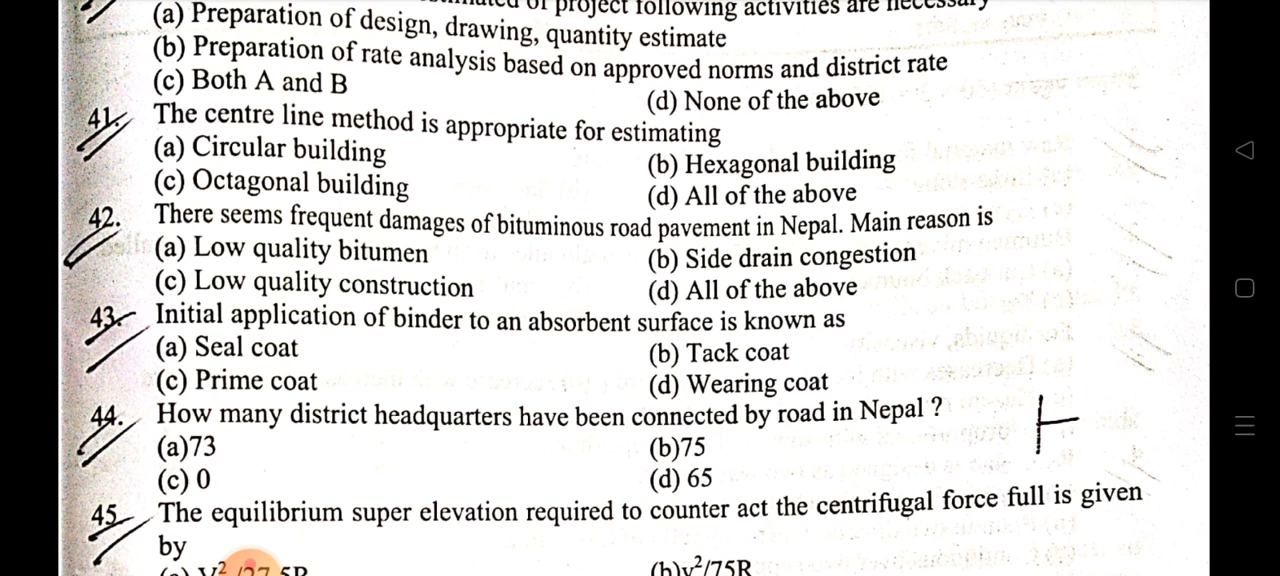 of project following activities are necessary
(a) Preparation of design, drawing, quantity estimate
(b) Preparation of rate analysis based on approved norms and district rate
(c) Both A and B (d) None of the above
41. The centre line method is appropriate for estimating
(a) Circular building (b) Hexagonal building
(c) Octagonal building (d) All of the above
42. There seems frequent damages of bituminous road pavement in Nepal. Main reason is
(a) Low quality bitumen (b) Side drain congestion
(c) Low quality construction (d) All of the above
43. Initial application of binder to an absorbent surface is known as
(a) Seal coat (b) Tack coat
(c) Prime coat (d) Wearing coat
44. How many district headquarters have been connected by road in Nepal ?
(a)73 (b)75
(c) 0 (d) 65
45. The equilibrium super elevation required to counter act the centrifugal force full is given
by
(b)v²/75R